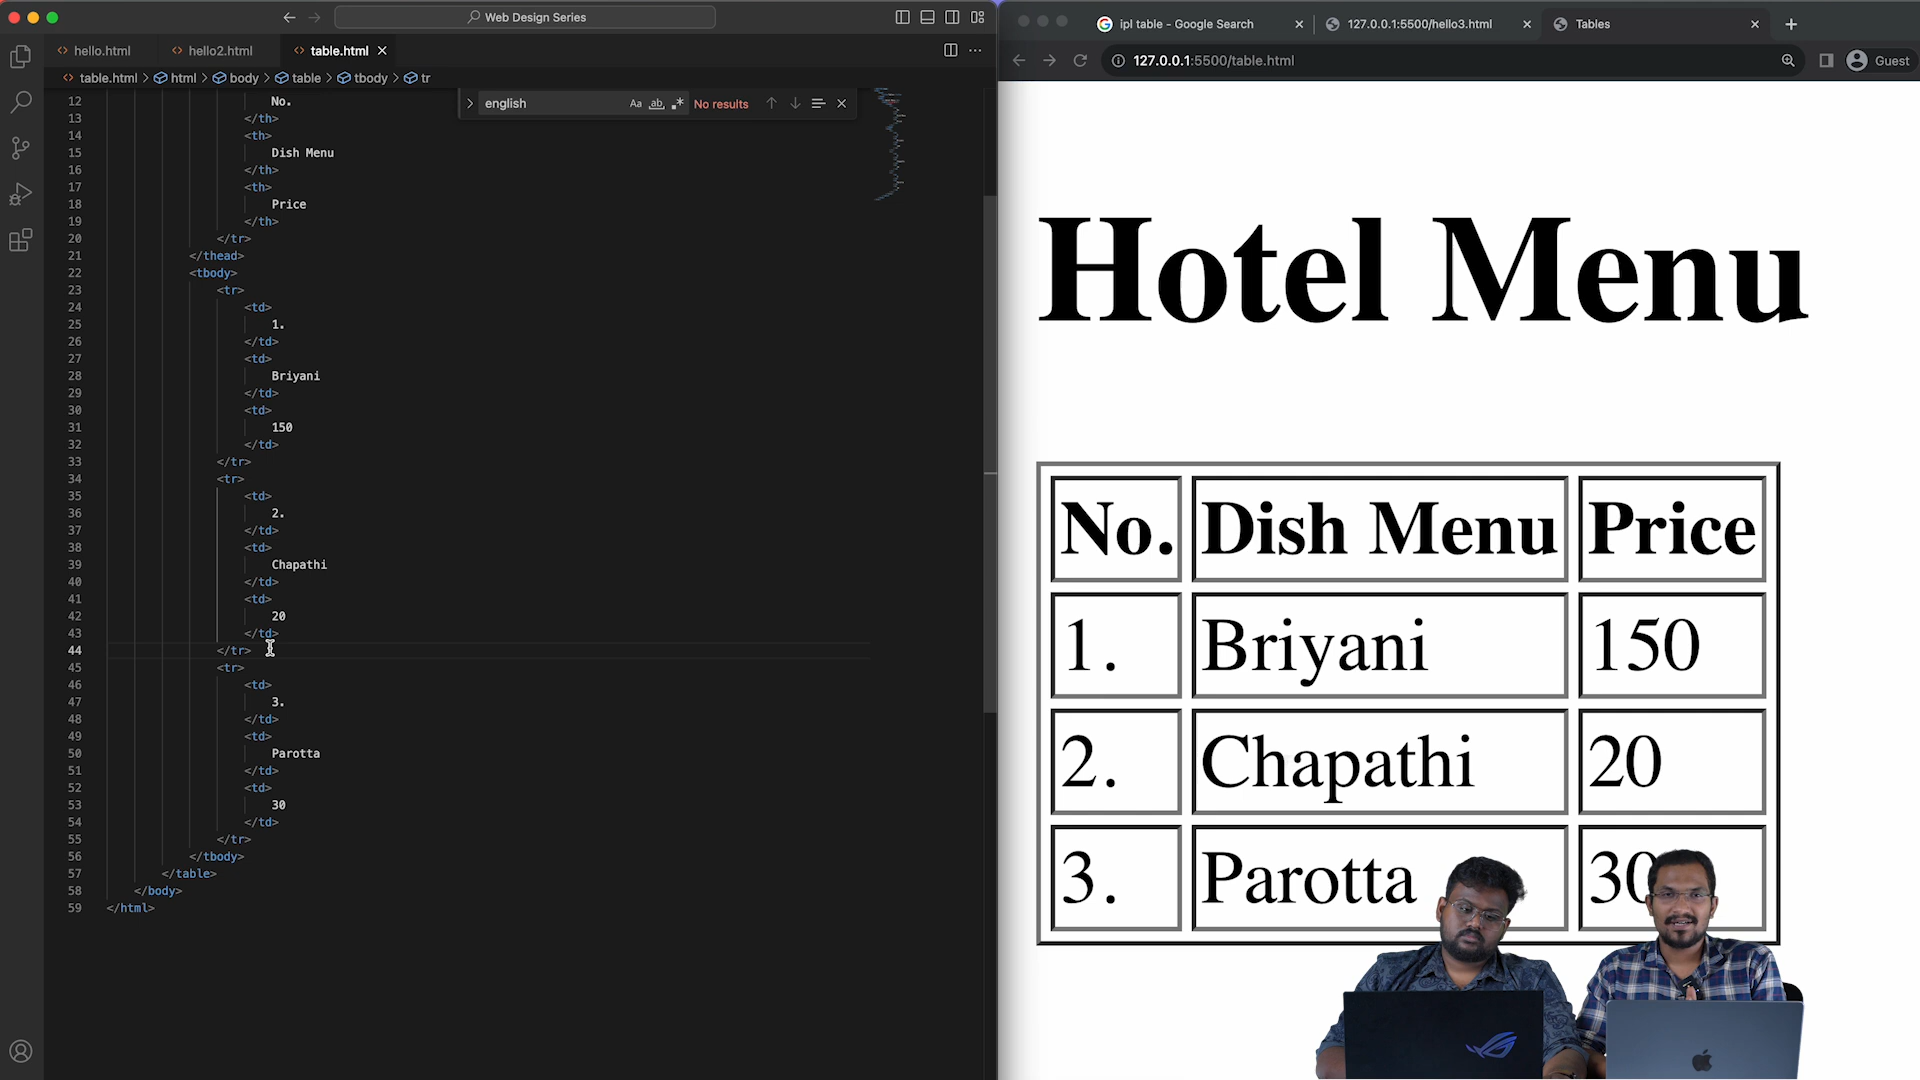 Web Design Series
hello.html
hello2.html
table.html
table.html > html > body > table > tbody > tr
english
Aa
ab
No results
12 No.
13 </th>
14 <th>
15 Dish Menu
16 </th>
17 <th>
18 Price
19 </th>
20 </tr>
21 </thead>
22 <tbody>
23 <tr>
24 <td>
25 1.
26 </td>
27 <td>
28 Briyani
29 </td>
30 <td>
31 150
32 </td>
33 </tr>
34 <tr>
35 <td>
36 2.
37 </td>
38 <td>
39 Chapathi
40 </td>
41 <td>
42 20
43 </td>
44 </tr>
45 <tr>
46 <td>
47 3.
48 </td>
49 <td>
50 Parotta
51 </td>
52 <td>
53 30
54 </td>
55 </tr>
56 </tbody>
57 </table>
58 </body>
59 </html>
ipl table - Google Search
127.0.0.1:5500/hello3.html
Tables
127.0.0.1:5500/table.html
Guest
Hotel Menu
No. Dish Menu Price
1. Briyani 150
2. Chapathi 20
3. Parotta 30